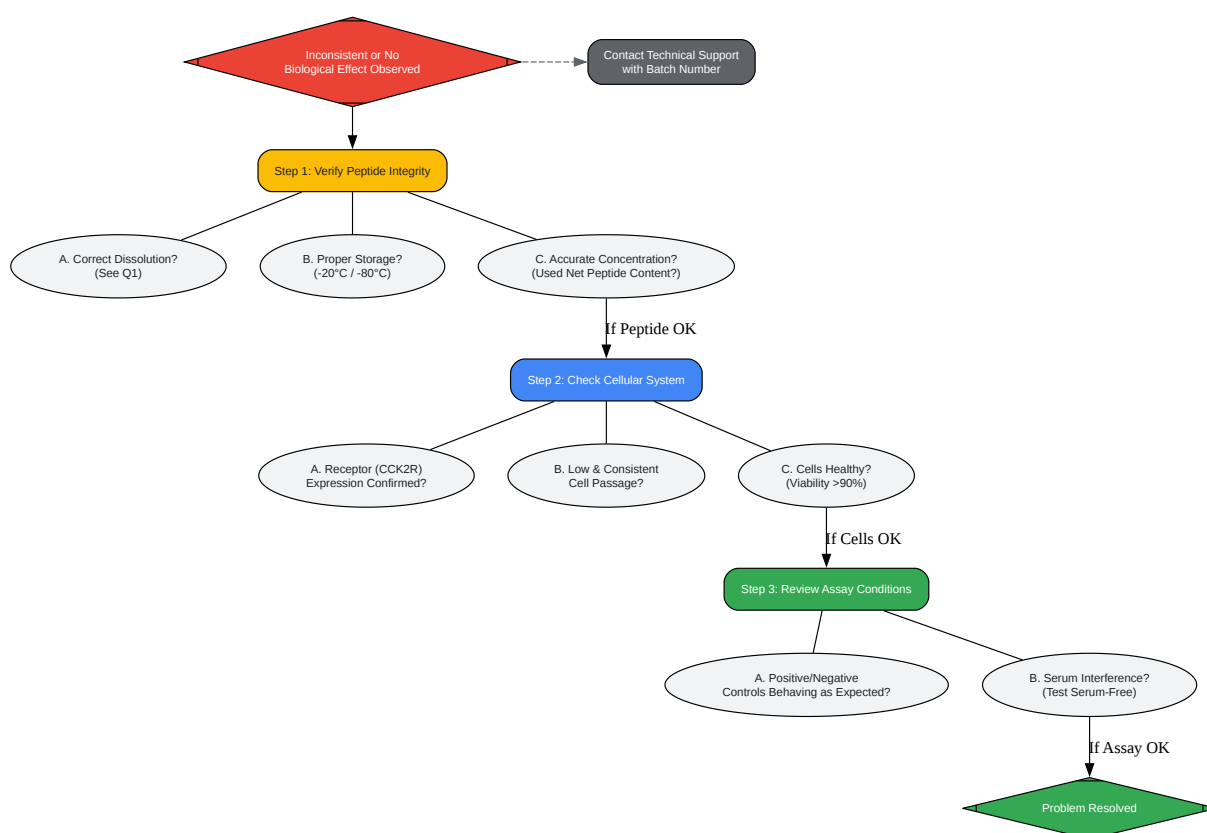 Inconsistent or No
Biological Effect Observed
Contact Technical Support
with Batch Number
Step 1: Verify Peptide Integrity
A. Correct Dissolution?
(See Q1)
B. Proper Storage?
(-20°C / -80°C)
C. Accurate Concentration?
(Used Net Peptide Content?)
If Peptide OK
Step 2: Check Cellular System
A. Receptor (CCK2R)
Expression Confirmed?
B. Low & Consistent
Cell Passage?
C. Cells Healthy?
(Viability >90%)
If Cells OK
Step 3: Review Assay Conditions
A. Positive/Negative
Controls Behaving as Expected?
B. Serum Interference?
(Test Serum-Free)
If Assay OK
Problem Resolved